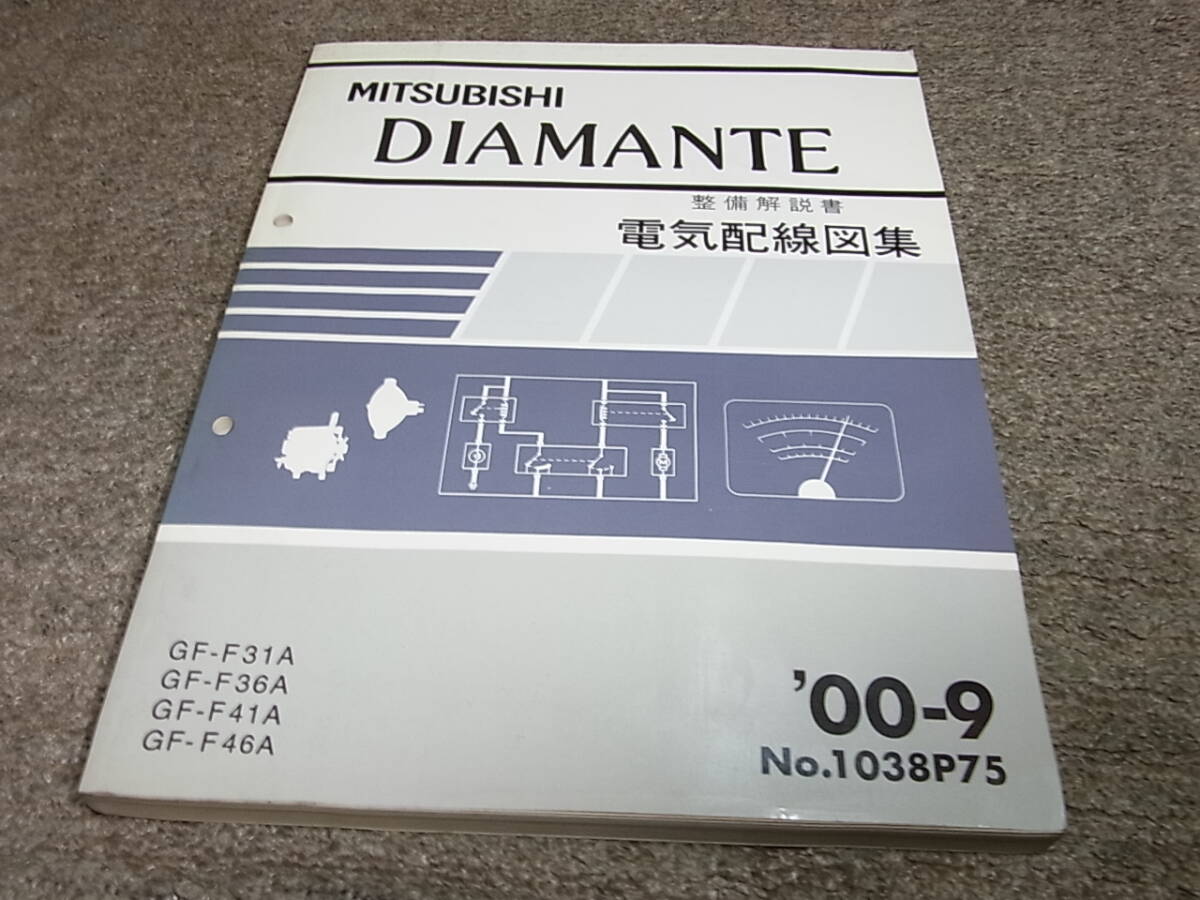 MITSUBISHI
DIAMANTE
整備解説書
電気配線図集
GF-F31A
GF-F36A
GF-F41A
GF-F46A
'00-9
No.1038P75